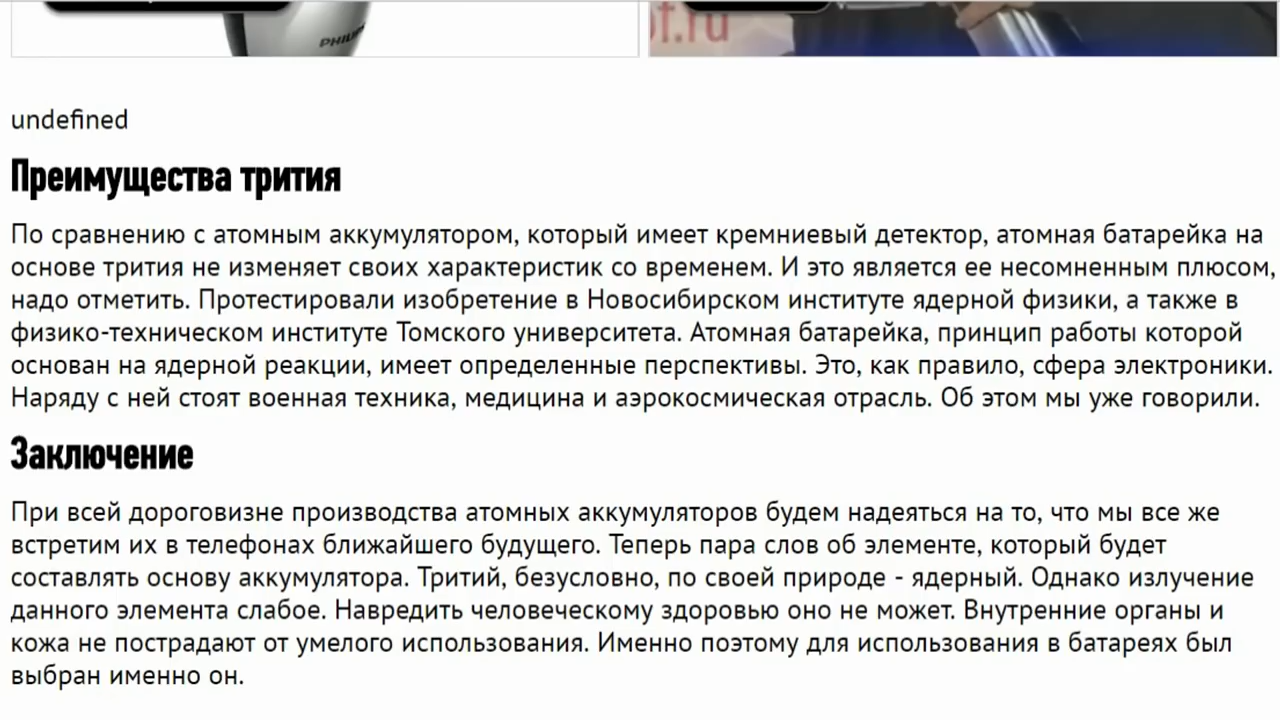 PHILIP
of.ru
undefined
Преимущества трития
По сравнению с атомным аккумулятором, который имеет кремниевый детектор, атомная батарейка на
основе трития не изменяет своих характеристик со временем. И это является ее несомненным плюсом,
надо отметить. Протестировали изобретение в Новосибирском институте ядерной физики, а также в
физико-техническом институте Томского университета. Атомная батарейка, принцип работы которой
основан на ядерной реакции, имеет определенные перспективы. Это, как правило, сфера электроники.
Наряду с ней стоят военная техника, медицина и аэрокосмическая отрасль. Об этом мы уже говорили.
Заключение
При всей дороговизне производства атомных аккумуляторов будем надеяться на то, что мы все же
встретим их в телефонах ближайшего будущего. Теперь пара слов об элементе, который будет
составлять основу аккумулятора. Тритий, безусловно, по своей природе - ядерный. Однако излучение
данного элемента слабое. Навредить человеческому здоровью оно не может. Внутренние органы и
кожа не пострадают от умелого использования. Именно поэтому для использования в батареях был
выбран именно он.